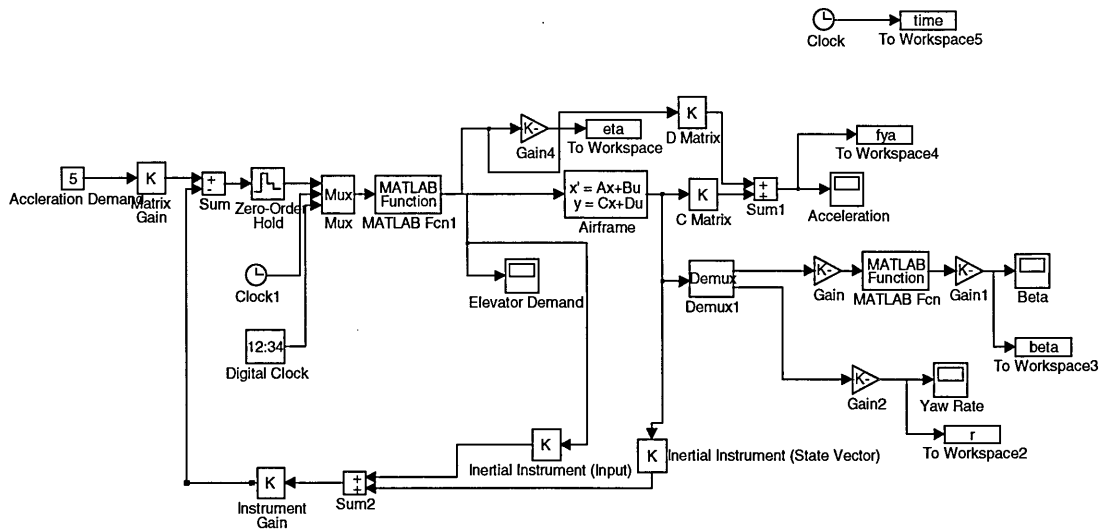 time
Clock
To Workspace5
K-
eta
Gain4
To Workspace
K
D Matrix
fya
To Workspace4
5
Accleration Demand
K
Matrix
Gain
+
-
Sum
Zero-Order
Hold
Mux
Mux
MATLAB
Function
MATLAB Fcn1
x' = Ax+Bu
y = Cx+Du
Airframe
K
C Matrix
+
+
Sum1
Acceleration
Clock1
Elevator Demand
Demux
Demux1
K-
Gain
MATLAB
Function
MATLAB Fcn
K-
Gain1
Beta
12:34
Digital Clock
beta
To Workspace3
K-
Gain2
Yaw Rate
r
To Workspace2
K
Inertial Instrument (Input)
K
Inertial Instrument (State Vector)
K
Instrument
Gain
+
+
Sum2